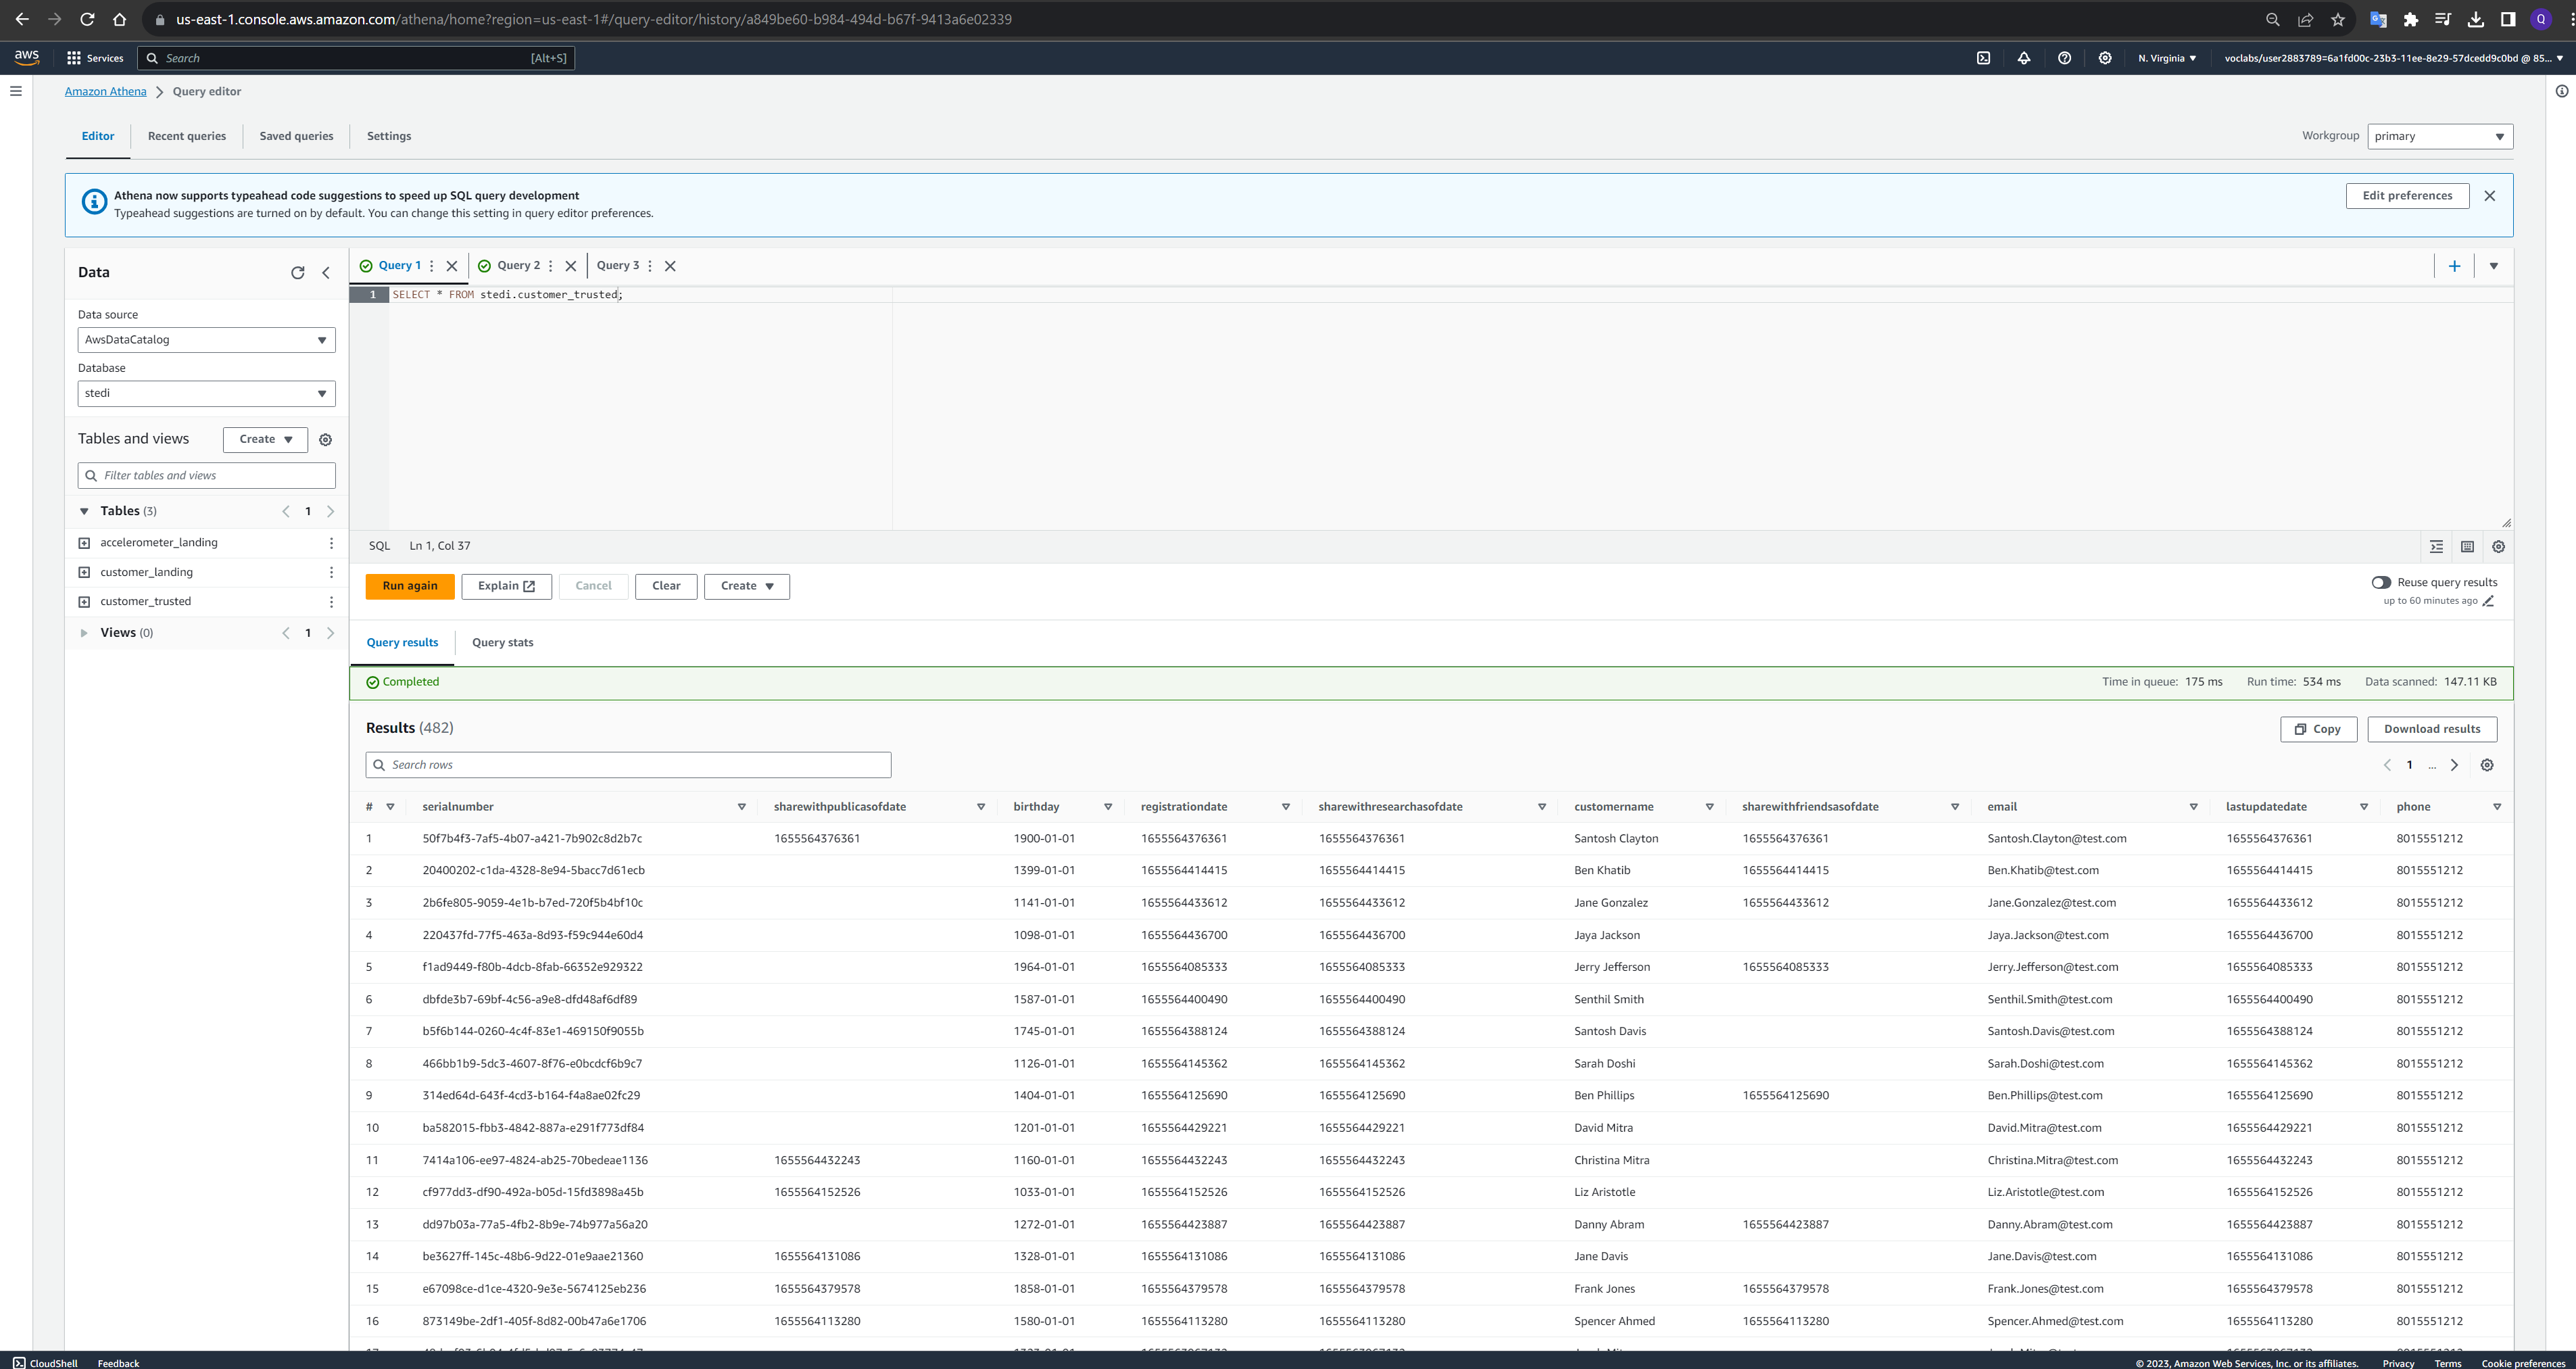 us-east-1.console.aws.amazon.com/athena/home?region=us-east-1#/query-editor/history/a849be60-b984-494d-b67f-9413a6e02339
Q
aws Services Search [Alt+S] N. Virginia voclabs/user2883789=6a1fd00c-23b3-11ee-8e29-57dcedd9c0bd @ 85...
Amazon Athena Query editor
Editor Recent queries Saved queries Settings Workgroup primary
Athena now supports typeahead code suggestions to speed up SQL query development
Typeahead suggestions are turned on by default. You can change this setting in query editor preferences.
Edit preferences
Data
Data source
AwsDataCatalog
Database
stedi
Tables and views Create
Filter tables and views
Tables (3) 1
accelerometer_landing
customer_landing
customer_trusted
Views (0) 1
Query 1 Query 2 Query 3
1 SELECT * FROM stedi.customer_trusted;
SQL Ln 1, Col 37
Run again Explain Cancel Clear Create
Reuse query results
up to 60 minutes ago
Query results Query stats
Completed Time in queue: 175 ms Run time: 534 ms Data scanned: 147.11 KB
Results (482) Copy Download results
Search rows 1 ...
# serialnumber sharewithpublicasofdate birthday registrationdate sharewithresearchasofdate customername sharewithfriendsasofdate email lastupdatedate phone
1 50f7b4f3-7af5-4b07-a421-7b902c8d2b7c 1655564376361 1900-01-01 1655564376361 1655564376361 Santosh Clayton 1655564376361 Santosh.Clayton@test.com 1655564376361 8015551212
2 20400202-c1da-4328-8e94-5bacc7d61ecb 1399-01-01 1655564414415 1655564414415 Ben Khatib 1655564414415 Ben.Khatib@test.com 1655564414415 8015551212
3 2b6fe805-9059-4e1b-b7ed-720f5b4bf10c 1141-01-01 1655564433612 1655564433612 Jane Gonzalez 1655564433612 Jane.Gonzalez@test.com 1655564433612 8015551212
4 220437fd-77f5-463a-8d93-f59c944e60d4 1098-01-01 1655564436700 1655564436700 Jaya Jackson Jaya.Jackson@test.com 1655564436700 8015551212
5 f1ad9449-f80b-4dcb-8fab-66352e929322 1964-01-01 1655564085333 1655564085333 Jerry Jefferson 1655564085333 Jerry.Jefferson@test.com 1655564085333 8015551212
6 dbfde3b7-69bf-4c56-a9e8-dfd48af6df89 1587-01-01 1655564400490 1655564400490 Senthil Smith Senthil.Smith@test.com 1655564400490 8015551212
7 b5f6b144-0260-4c4f-83e1-469150f9055b 1745-01-01 1655564388124 1655564388124 Santosh Davis Santosh.Davis@test.com 1655564388124 8015551212
8 466bb1b9-5dc3-4607-8f76-e0bcdcf6b9c7 1126-01-01 1655564145362 1655564145362 Sarah Doshi Sarah.Doshi@test.com 1655564145362 8015551212
9 314ed64d-643f-4cd3-b164-f4a8ae02fc29 1404-01-01 1655564125690 1655564125690 Ben Phillips 1655564125690 Ben.Phillips@test.com 1655564125690 8015551212
10 ba582015-fbb3-4842-887a-e291f773df84 1201-01-01 1655564429221 1655564429221 David Mitra David.Mitra@test.com 1655564429221 8015551212
11 7414a106-ee97-4824-ab25-70bedeae1136 1655564432243 1160-01-01 1655564432243 1655564432243 Christina Mitra Christina.Mitra@test.com 1655564432243 8015551212
12 cf977dd3-df90-492a-b05d-15fd3898a45b 1655564152526 1033-01-01 1655564152526 1655564152526 Liz Aristotle Liz.Aristotle@test.com 1655564152526 8015551212
13 dd97b03a-77a5-4fb2-8b9e-74b977a56a20 1272-01-01 1655564423887 1655564423887 Danny Abram 1655564423887 Danny.Abram@test.com 1655564423887 8015551212
14 be3627ff-145c-48b6-9d22-01e9aae21360 1655564131086 1328-01-01 1655564131086 1655564131086 Jane Davis Jane.Davis@test.com 1655564131086 8015551212
15 e67098ce-d1ce-4320-9e3e-5674125eb236 1655564379578 1858-01-01 1655564379578 1655564379578 Frank Jones 1655564379578 Frank.Jones@test.com 1655564379578 8015551212
16 873149be-2df1-405f-8d82-00b47a6e1706 1655564113280 1580-01-01 1655564113280 1655564113280 Spencer Ahmed 1655564113280 Spencer.Ahmed@test.com 1655564113280 8015551212
CloudShell Feedback © 2023, Amazon Web Services, Inc. or its affiliates. Privacy Terms Cookie preferences